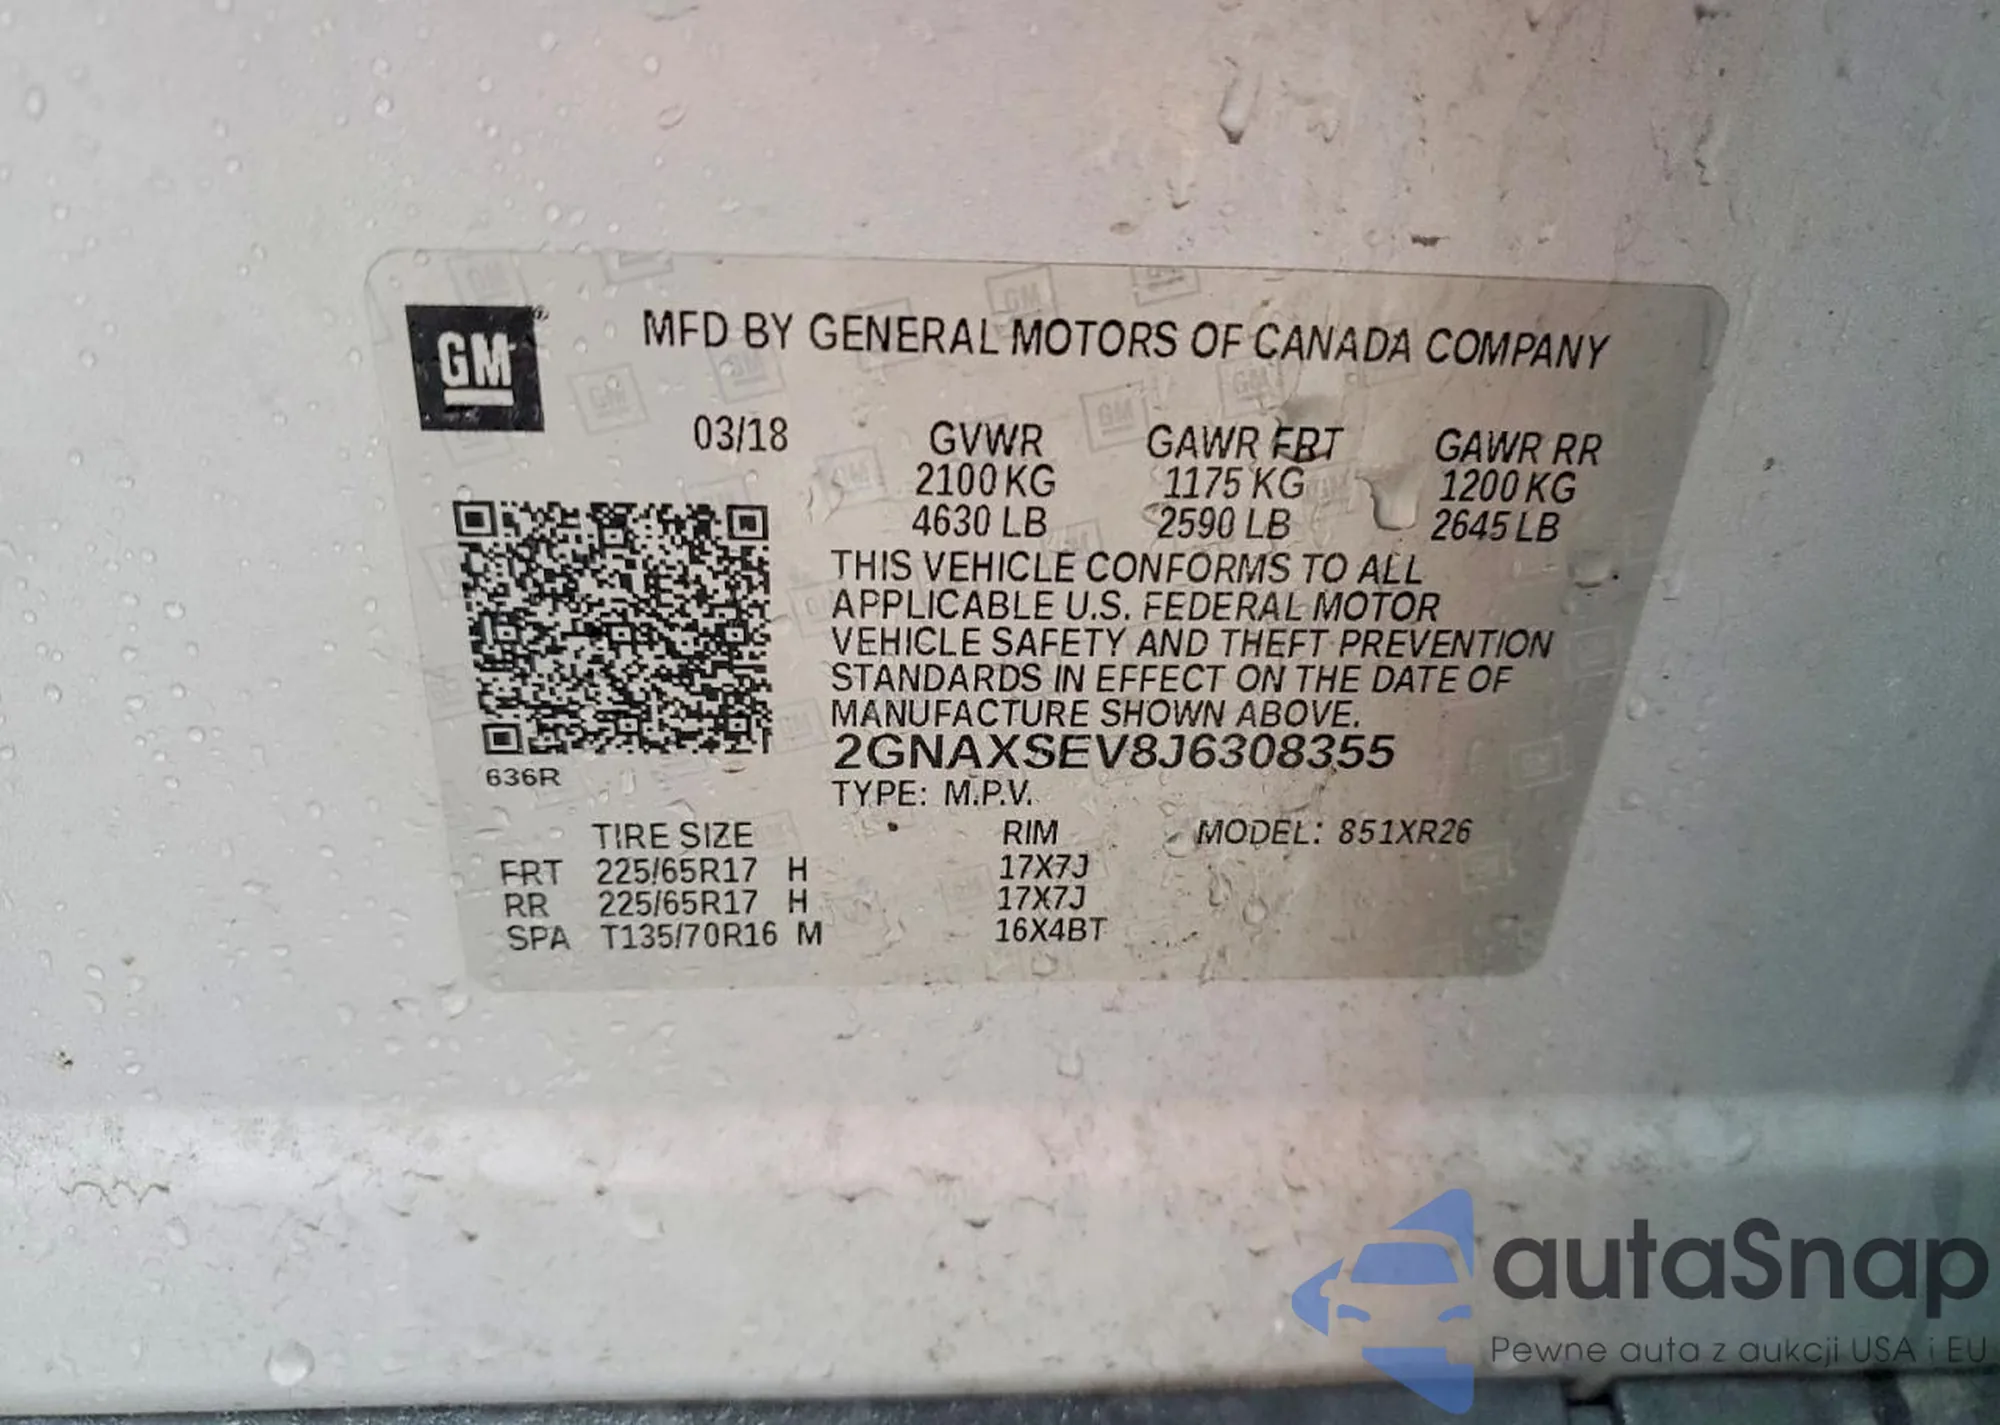 GM®
MFD BY GENERAL MOTORS OF CANADA COMPANY
03/18 GVWR GAWR FRT GAWR RR
2100 KG 1175 KG 1200 KG
4630 LB 2590 LB 2645 LB
THIS VEHICLE CONFORMS TO ALL
APPLICABLE U.S. FEDERAL MOTOR
VEHICLE SAFETY AND THEFT PREVENTION
STANDARDS IN EFFECT ON THE DATE OF
MANUFACTURE SHOWN ABOVE.
2GNAXSEV8J6308355
636R
TYPE: M.P.V.
TIRE SIZE RIM MODEL: 851XR26
FRT 225/65R17 H 17X7J
RR 225/65R17 H 17X7J
SPA T135/70R16 M 16X4BT
autaSnap
Pewne auta z aukcji USA i EU